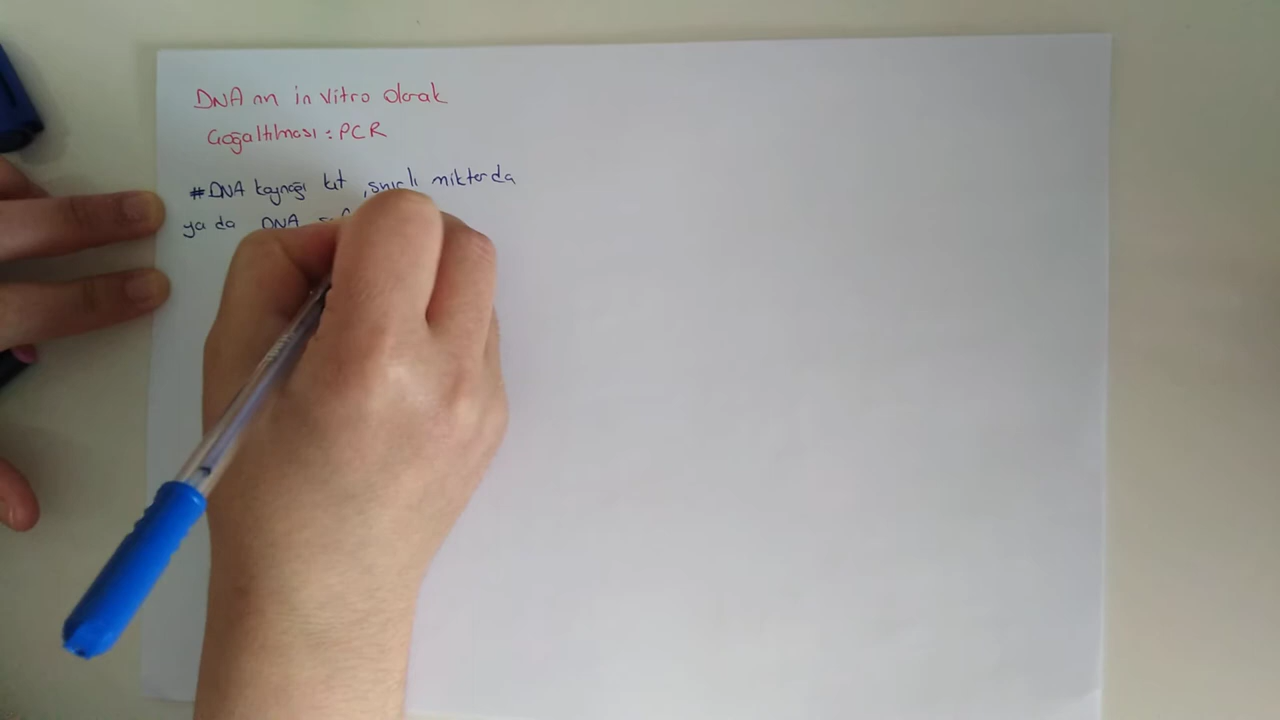 DNA nın in vitro Olarak
Çoğaltılması : PCR
#DNA kaynağı kıt ,sınırlı miktarda
ya da DNA